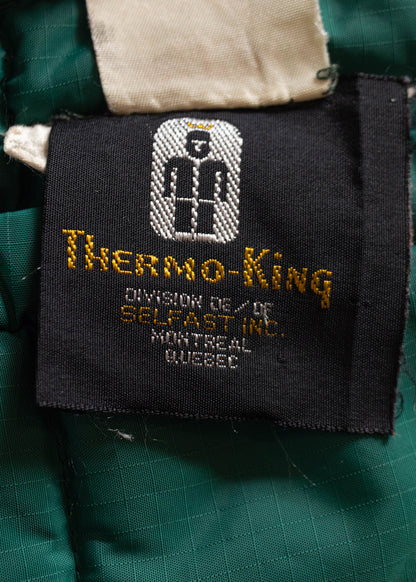 THERMO-KING
DIVISION DE/OF
SELFAST INC.
MONTREAL
QUEBEC